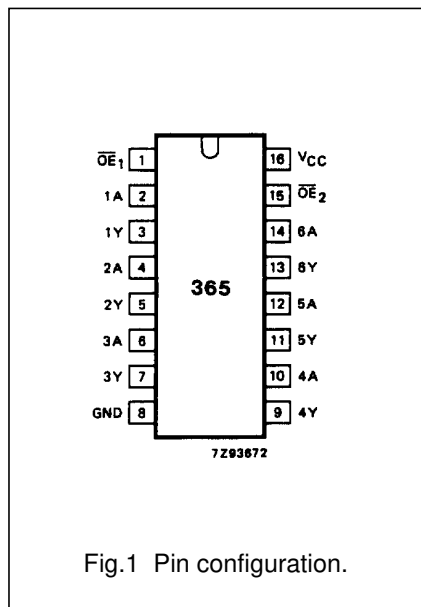 OE1 1 16 VCC
1A 2 15 OE2
1Y 3 14 6A
2A 4 13 6Y
2Y 5 365 12 5A
3A 6 11 5Y
3Y 7 10 4A
GND 8 9 4Y
7Z93672
Fig.1 Pin configuration.